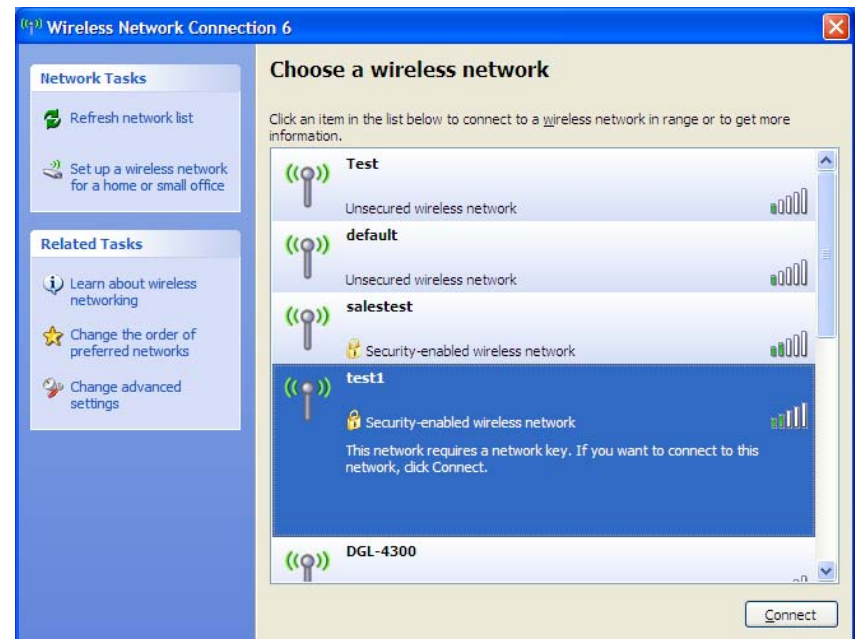 Wireless Network Connection 6
Network Tasks
Refresh network list
Set up a wireless network
for a home or small office
Related Tasks
Learn about wireless
networking
Change the order of
preferred networks
Change advanced
settings
Choose a wireless network
Click an item in the list below to connect to a wireless network in range or to get more
information.
Test
Unsecured wireless network
default
Unsecured wireless network
salestest
Security-enabled wireless network
test1
Security-enabled wireless network
This network requires a network key. If you want to connect to this
network, click Connect.
DGL-4300
Connect